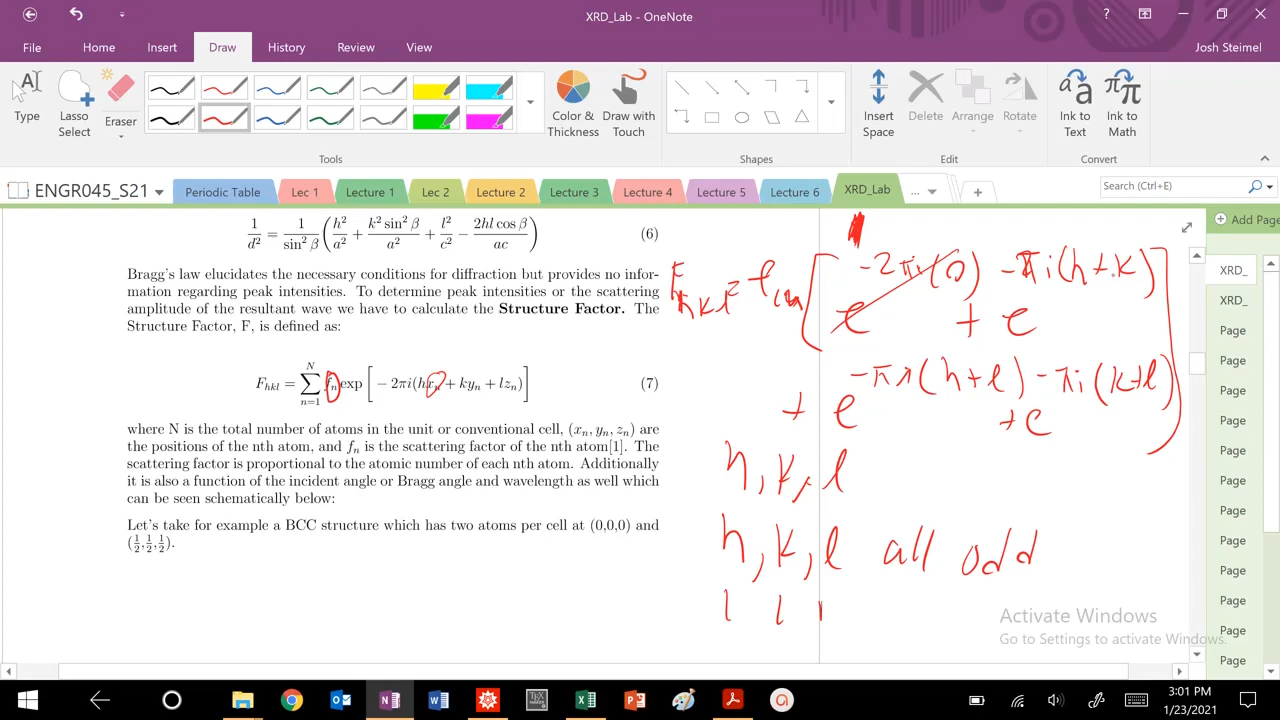 XRD_Lab - OneNote
Josh Steimel
File Home Insert Draw History Review View
Type Lasso Select Eraser Color & Thickness Draw with Touch Insert Space Delete Arrange Rotate Ink to Text Ink to Math
Tools Shapes Edit Convert
ENGR045_S21 Periodic Table Lec 1 Lecture 1 Lec 2 Lecture 2 Lecture 3 Lecture 4 Lecture 5 Lecture 6 XRD_Lab ... Search (Ctrl+E)
Add Page
1/d² = 1/sin² β (h²/a² + k² sin² β/a² + l²/c² − 2hl cos β/ac) (6)
Bragg's law elucidates the necessary conditions for diffraction but provides no infor-
mation regarding peak intensities. To determine peak intensities or the scattering
amplitude of the resultant wave we have to calculate the Structure Factor. The
Structure Factor, F, is defined as:
F_hkl = ∑_{n=1}^{N} f_n exp [ − 2πi(hx_n + ky_n + lz_n) ] (7)
where N is the total number of atoms in the unit or conventional cell, (x_n, y_n, z_n) are
the positions of the nth atom, and f_n is the scattering factor of the nth atom[1]. The
scattering factor is proportional to the atomic number of each nth atom. Additionally
it is also a function of the incident angle or Bragg angle and wavelength as well which
can be seen schematically below:
Let's take for example a BCC structure which has two atoms per cell at (0,0,0) and
(½,½,½).
F_hkl = f [ e^{-2πi(0)} + e^{-πi(h+k)}
+ e^{-πi(h+l)} + e^{-πi(k+l)} ]
h, k, l
h, k, l all odd
1 1 1
XRD_
XRD_
Page
Page
Page
Page
Page
Page
Page
Page
Page
Page
Page
Activate Windows
Go to Settings to activate Windows.
3:01 PM
1/23/2021